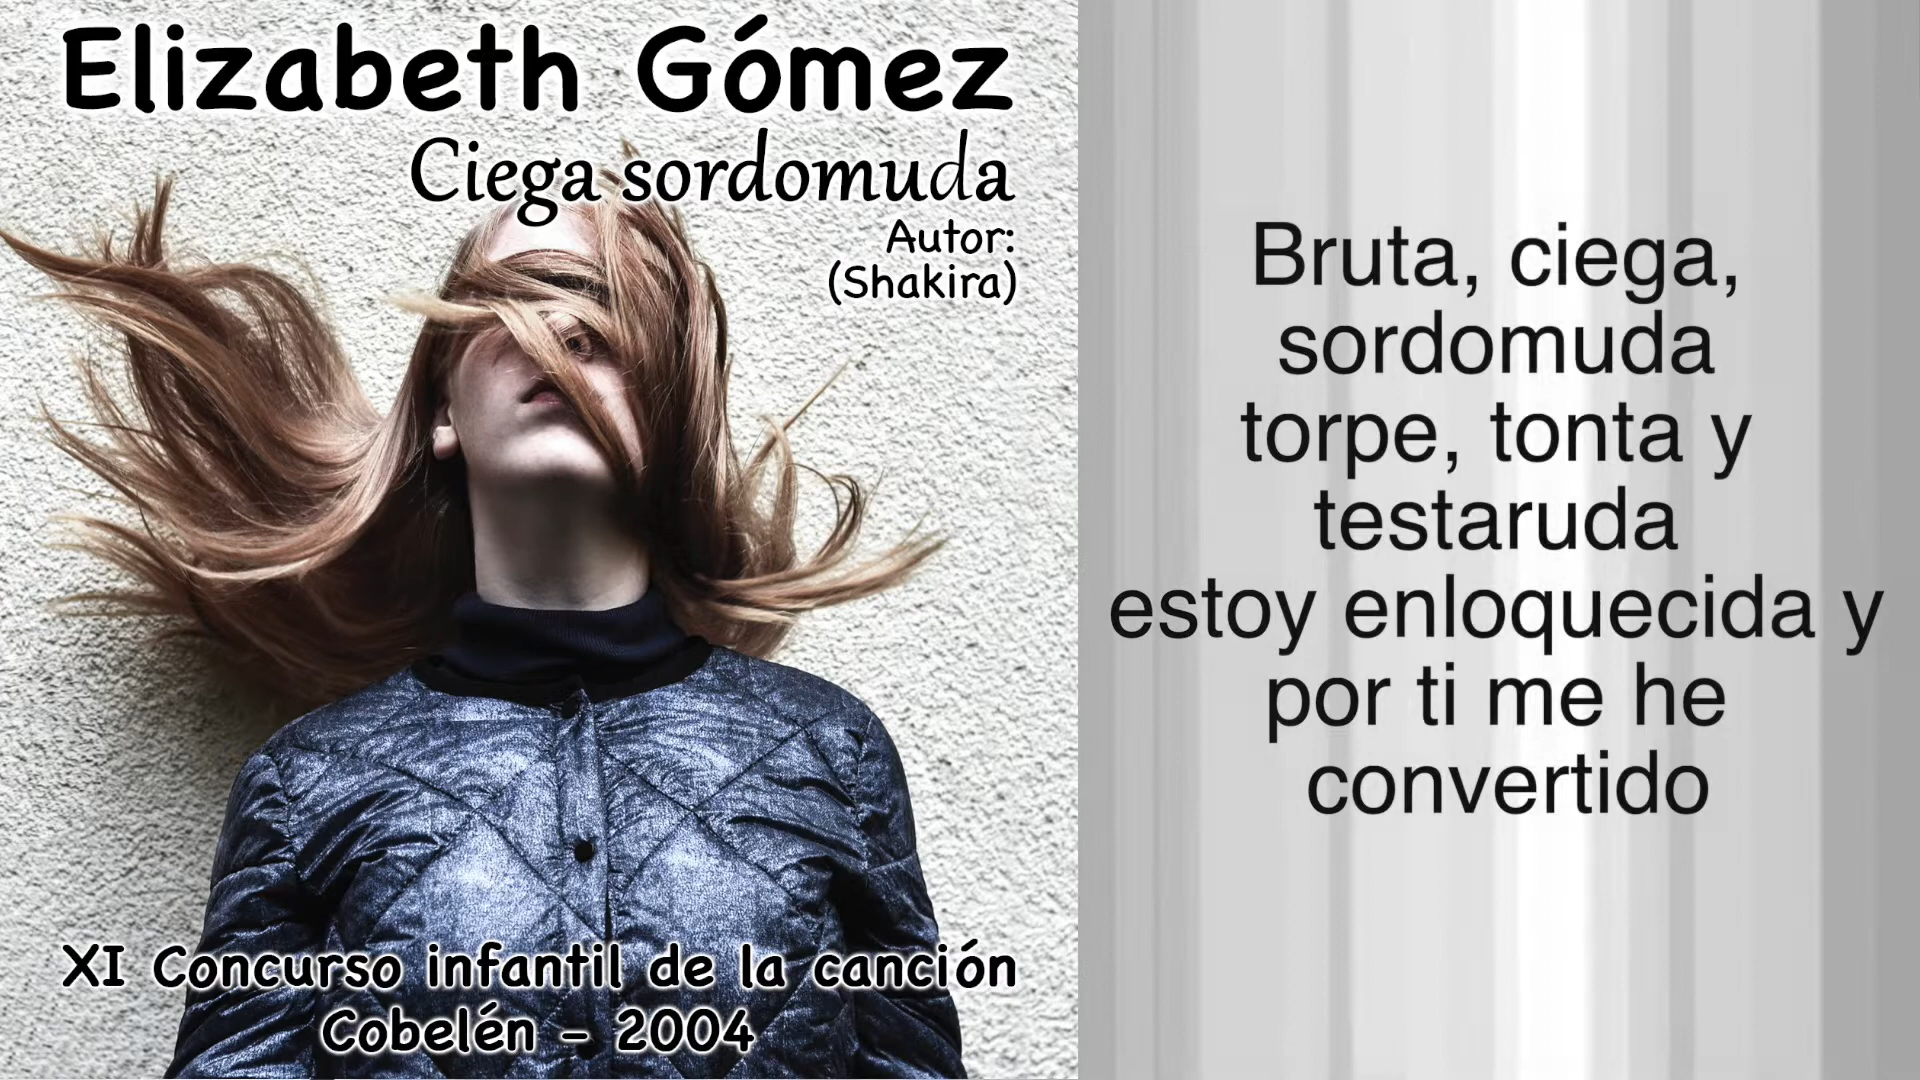 Elizabeth Gómez
Ciega sordomuda
Autor:
(Shakira)
XI Concurso infantil de la canción
Cobelén - 2004
Bruta, ciega,
sordomuda
torpe, tonta y
testaruda
estoy enloquecida y
por ti me he
convertido